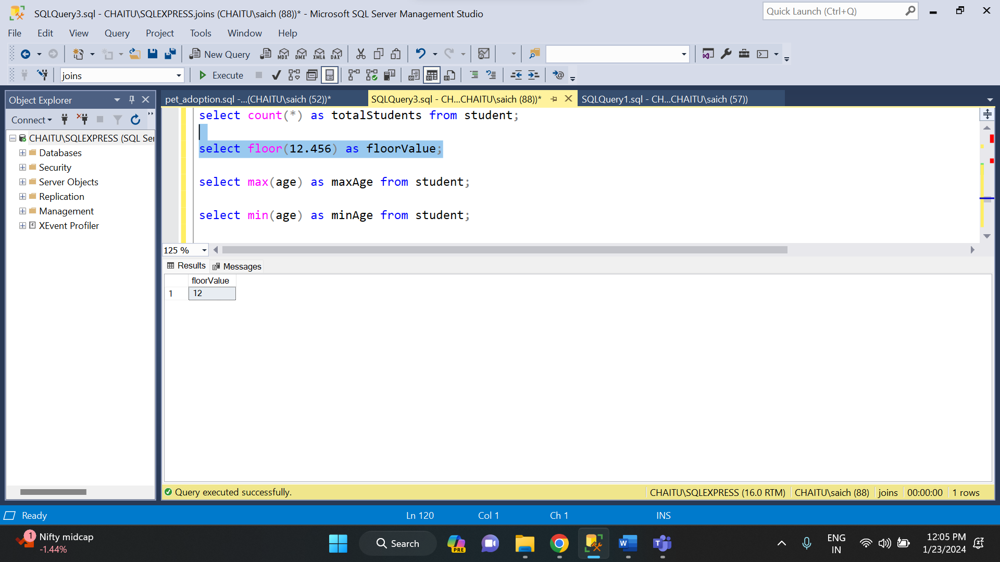 SQLQuery3.sql - CHAITU\SQLEXPRESS.joins (CHAITU\saich (88))* - Microsoft SQL Server Management Studio
Quick Launch (Ctrl+Q)
File Edit View Query Project Tools Window Help
New Query MDX DMX XMLA DAX
joins Execute
Object Explorer
pet_adoption.sql -...(CHAITU\saich (52))*
SQLQuery3.sql - CH...CHAITU\saich (88))*
SQLQuery1.sql - CH...CHAITU\saich (57))
Connect
CHAITU\SQLEXPRESS (SQL Ser
Databases
Security
Server Objects
Replication
Management
XEvent Profiler
select count(*) as totalStudents from student;
select floor(12.456) as floorValue;
select max(age) as maxAge from student;
select min(age) as minAge from student;
125 %
Results Messages
floorValue
1 12
Query executed successfully.
CHAITU\SQLEXPRESS (16.0 RTM) CHAITU\saich (88) joins 00:00:00 1 rows
Ready Ln 120 Col 1 Ch 1 INS
1 Nifty midcap
-1.44%
Search
PRE
W
T
ENG
IN
12:05 PM
1/23/2024